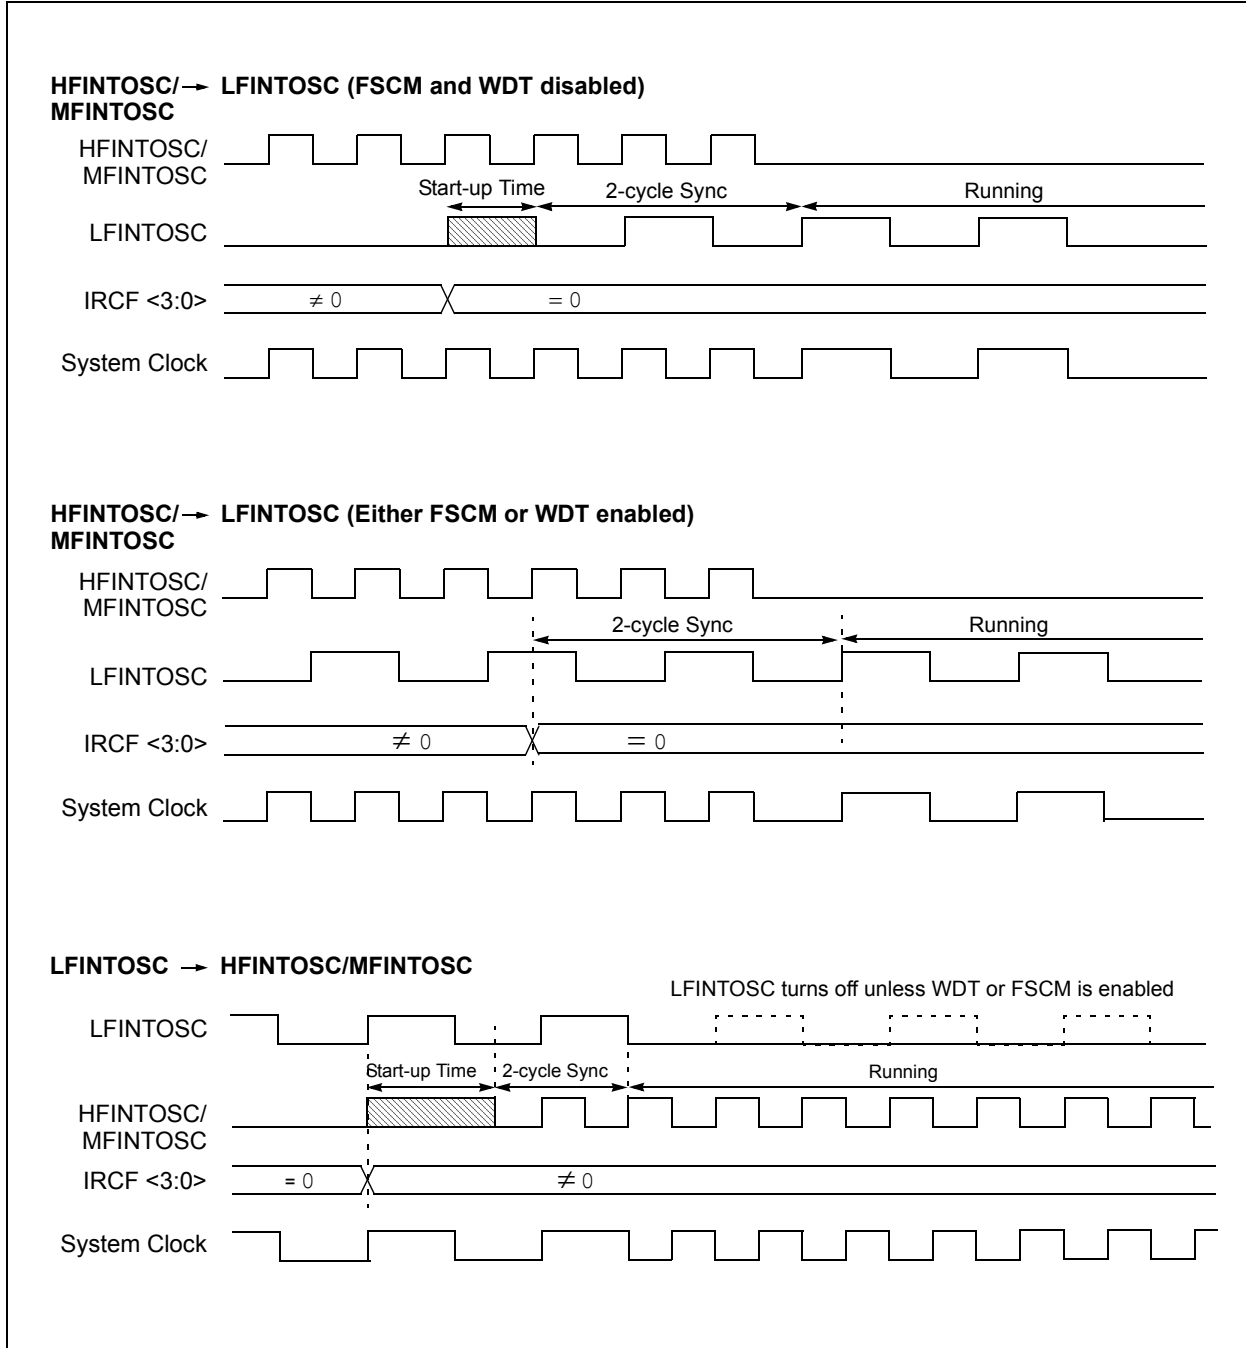 HFINTOSC/→ LFINTOSC (FSCM and WDT disabled)
MFINTOSC
HFINTOSC/
MFINTOSC
Start-up Time 2-cycle Sync Running
LFINTOSC
IRCF <3:0> ≠ 0 = 0
System Clock
HFINTOSC/→ LFINTOSC (Either FSCM or WDT enabled)
MFINTOSC
HFINTOSC/
MFINTOSC
2-cycle Sync Running
LFINTOSC
IRCF <3:0> ≠ 0 = 0
System Clock
LFINTOSC → HFINTOSC/MFINTOSC
LFINTOSC turns off unless WDT or FSCM is enabled
LFINTOSC
Start-up Time 2-cycle Sync Running
HFINTOSC/
MFINTOSC
IRCF <3:0> = 0 ≠ 0
System Clock